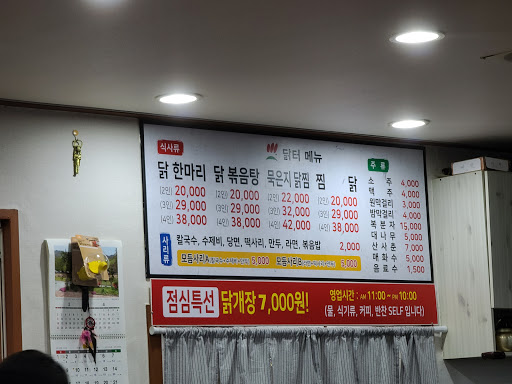 식사류
닭터 메뉴
닭 한마리 닭 볶음탕 묵은지 닭찜 찜 닭
(2인) 20,000 (2인) 20,000 (2인) 22,000 (2인) 20,000
(3인) 29,000 (3인) 29,000 (3인) 32,000 (3인) 29,000
(4인) 38,000 (4인) 38,000 (4인) 42,000 (4인) 38,000
사리류
칼국수, 수제비, 당면, 떡사리, 만두, 라면, 볶음밥 2,000
모듬사리A 5,000 모듬사리B
주 류
소 주 4,000
맥 주 4,000
원막걸리 3,000
밤막걸리 4,000
복 분 자 15,000
대 나 무 5,000
산 사 춘 7,000
매 화 수 5,000
음 료 수 1,500
점심특선 닭개장 7,000원!
영업시간 : AM 11:00 ~ PM 10:00
(물, 식기류, 커피, 반찬 SELF 입니다)